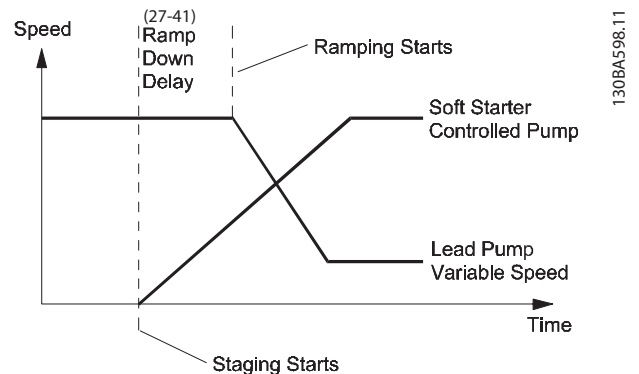 (27-41)
Speed
Ramp
Down
Delay
Ramping Starts
130BA598.11
Soft Starter
Controlled Pump
Lead Pump
Variable Speed
Time
Staging Starts